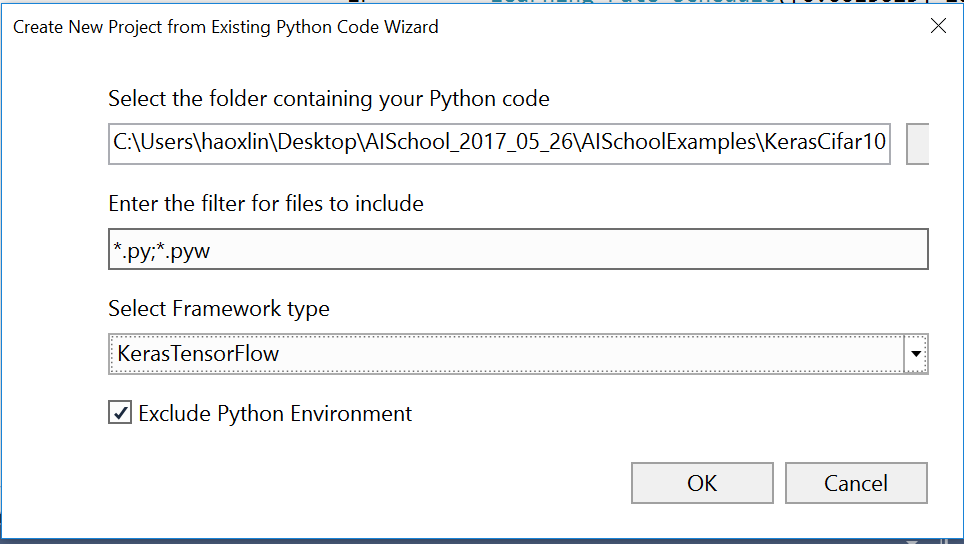 Create New Project from Existing Python Code Wizard
Select the folder containing your Python code
C:\Users\haoxlin\Desktop\AISchool_2017_05_26\AISchoolExamples\KerasCifar10
Enter the filter for files to include
*.py;*.pyw
Select Framework type
KerasTensorFlow
Exclude Python Environment
OK
Cancel